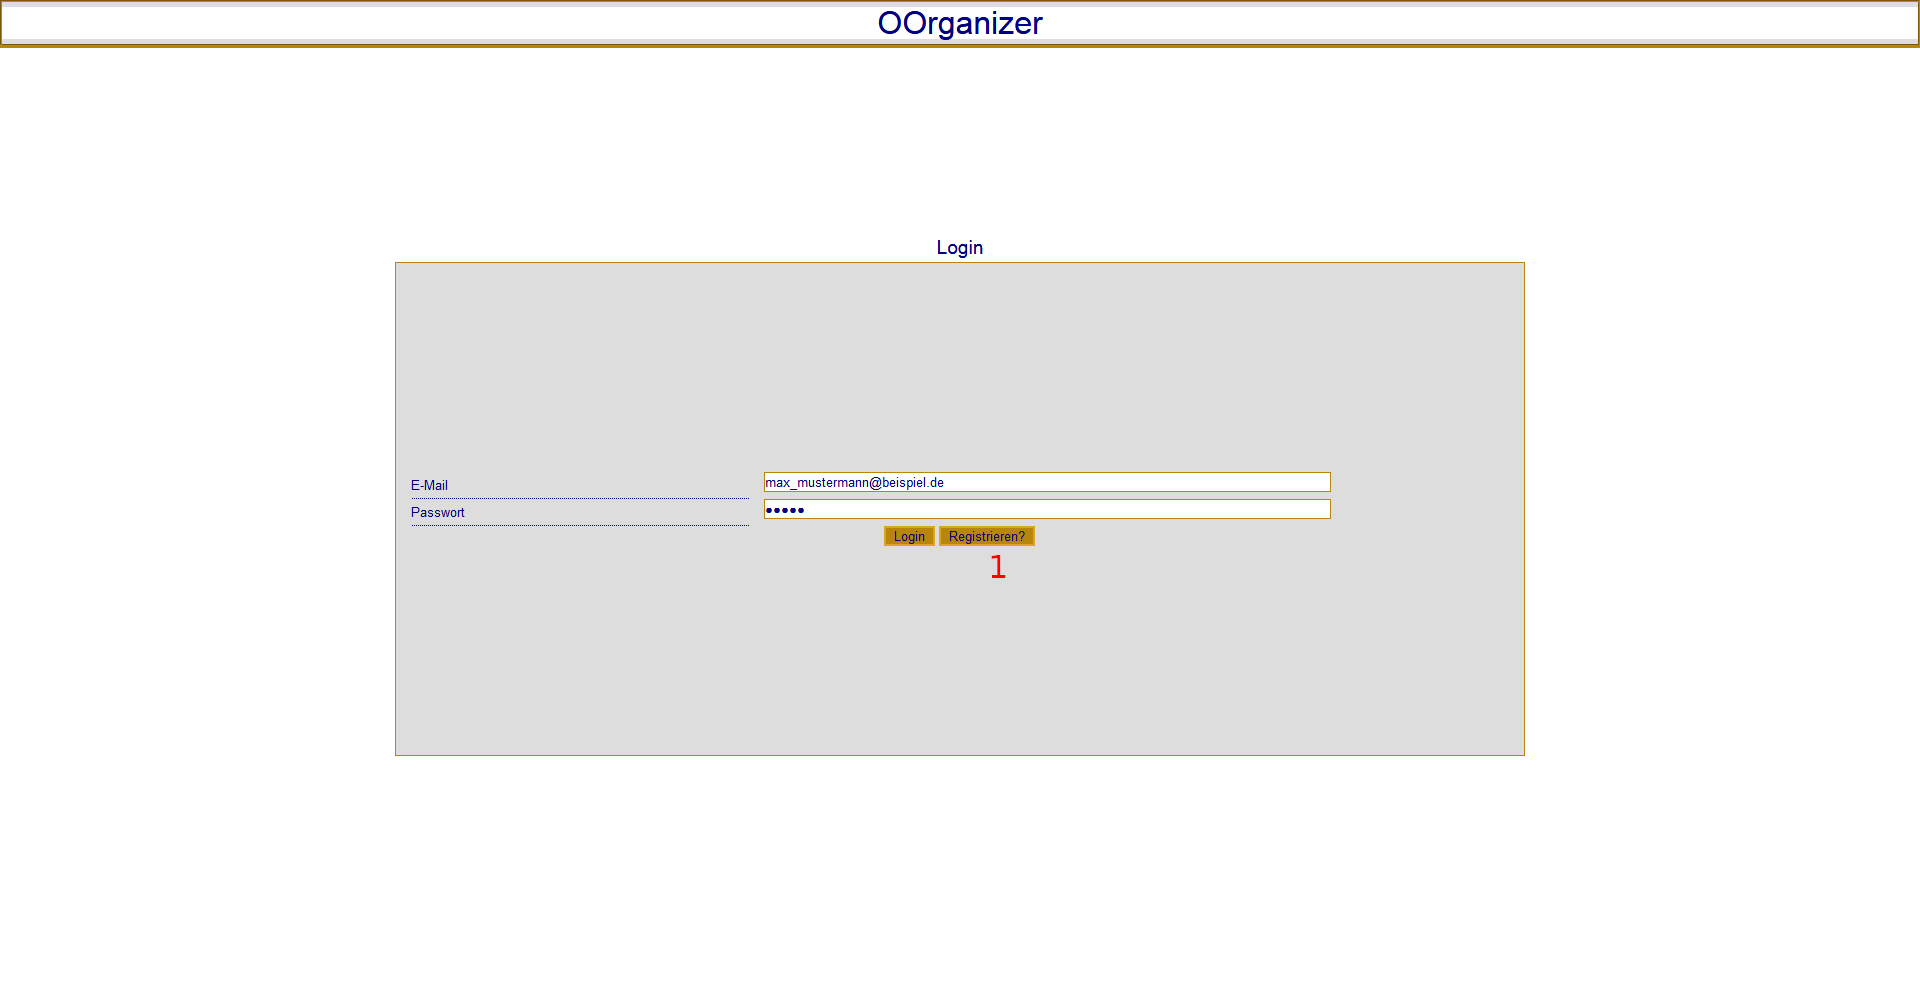 OOrganizer
Login
E-Mail max_mustermann@beispiel.de
Passwort •••••
Login Registrieren?
1